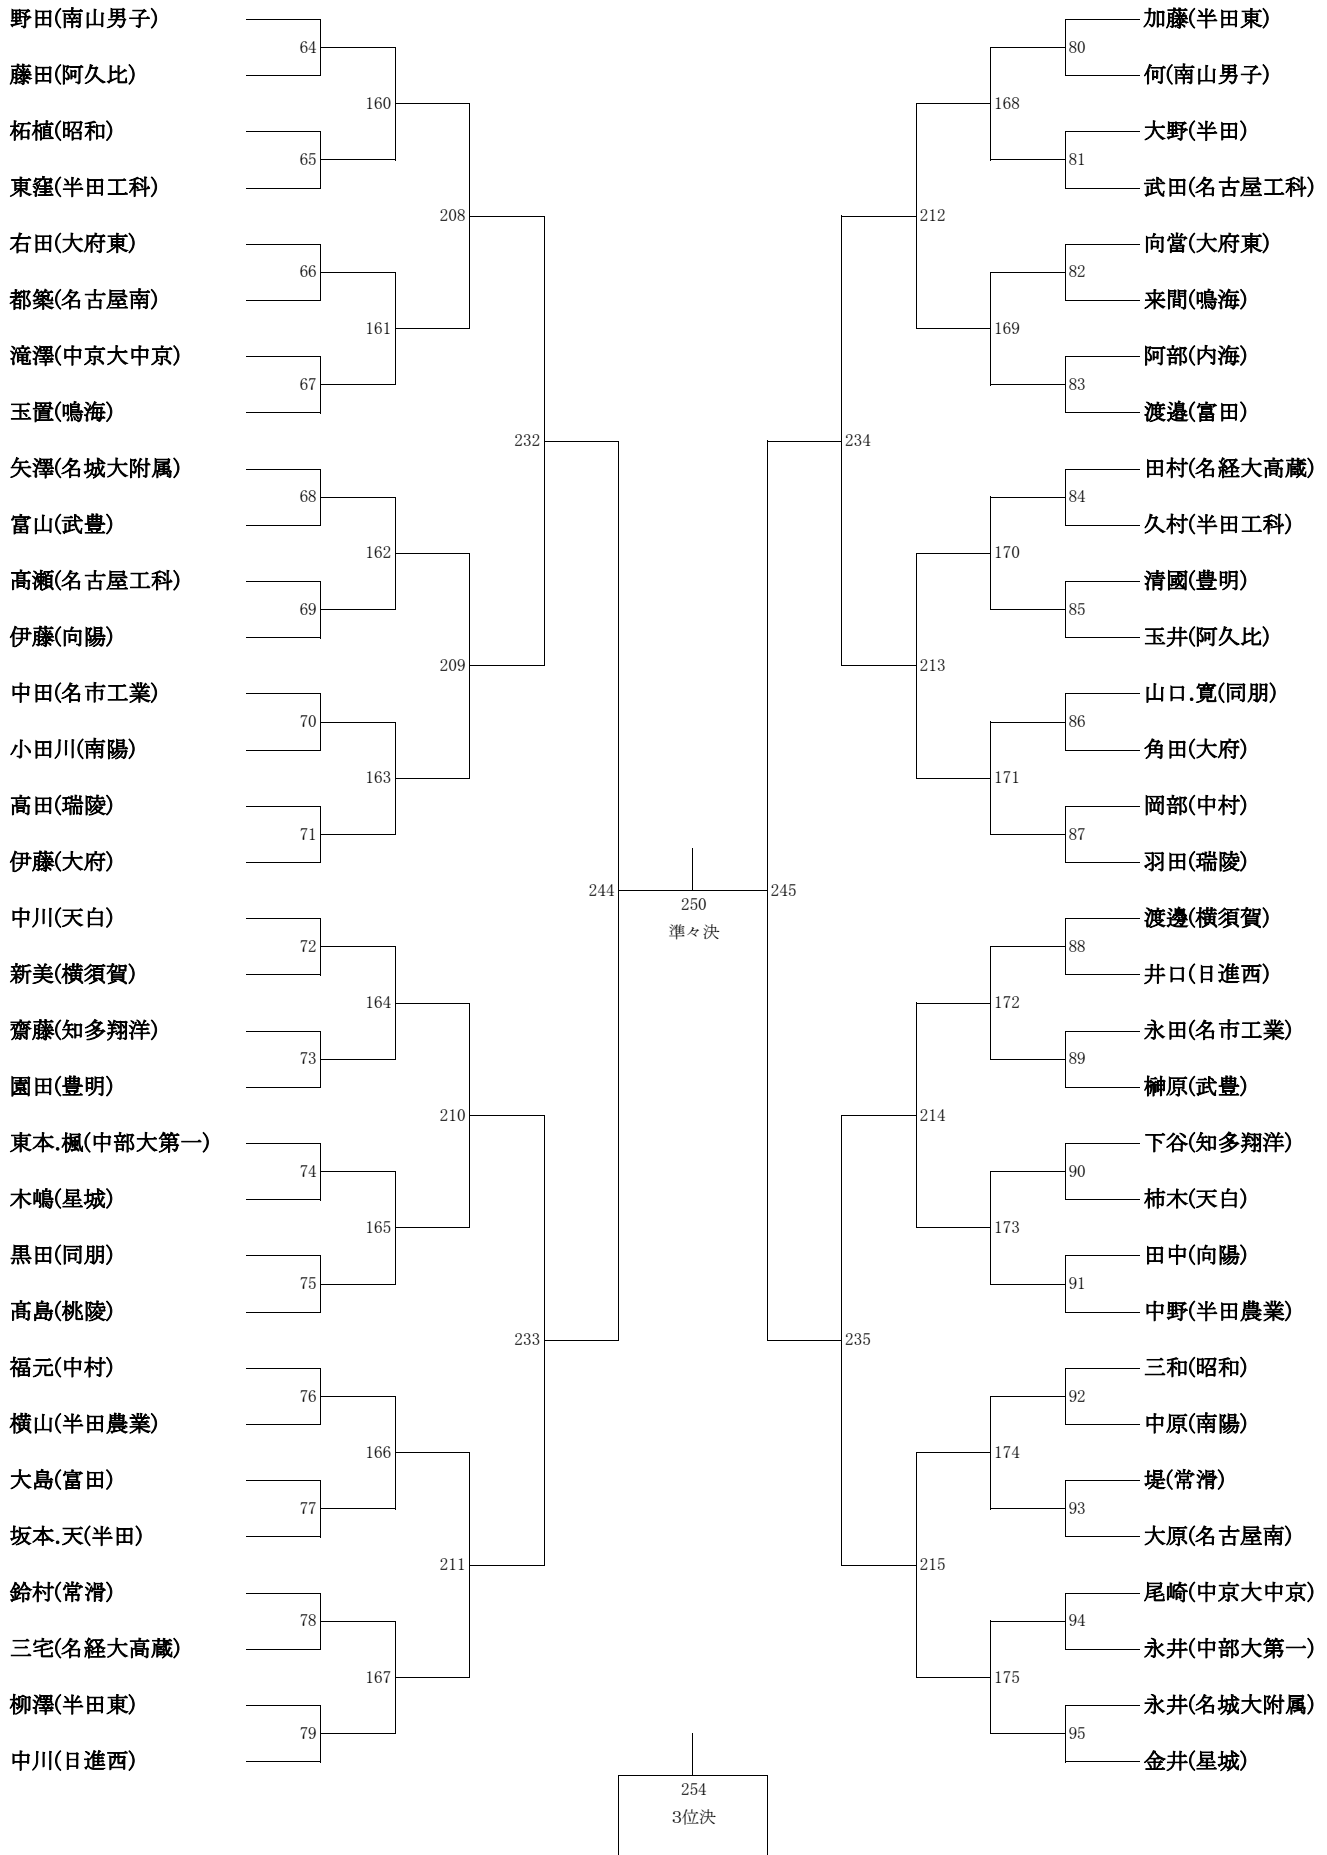 野田(南山男子)
64
藤田(阿久比)
160
柘植(昭和)
65
東窪(半田工科)
208
右田(大府東)
66
都築(名古屋南)
161
滝澤(中京大中京)
67
玉置(鳴海)
232
矢澤(名城大附属)
68
富山(武豊)
162
髙瀬(名古屋工科)
69
伊藤(向陽)
209
中田(名市工業)
70
小田川(南陽)
163
高田(瑞陵)
71
伊藤(大府)
244
中川(天白)
72
新美(横須賀)
164
齋藤(知多翔洋)
73
園田(豊明)
210
東本.楓(中部大第一)
74
木嶋(星城)
165
黒田(同朋)
75
髙島(桃陵)
233
福元(中村)
76
横山(半田農業)
166
大島(富田)
77
坂本.天(半田)
211
鈴村(常滑)
78
三宅(名経大高蔵)
167
柳澤(半田東)
79
中川(日進西)
250
準々決
254
3位決
加藤(半田東)
80
何(南山男子)
168
大野(半田)
81
武田(名古屋工科)
212
向當(大府東)
82
来間(鳴海)
169
阿部(内海)
83
渡邉(富田)
234
田村(名経大高蔵)
84
久村(半田工科)
170
清國(豊明)
85
玉井(阿久比)
213
山口.寛(同朋)
86
角田(大府)
171
岡部(中村)
87
羽田(瑞陵)
245
渡邊(横須賀)
88
井口(日進西)
172
永田(名市工業)
89
榊原(武豊)
214
下谷(知多翔洋)
90
柿木(天白)
173
田中(向陽)
91
中野(半田農業)
235
三和(昭和)
92
中原(南陽)
174
堤(常滑)
93
大原(名古屋南)
215
尾崎(中京大中京)
94
永井(中部大第一)
175
永井(名城大附属)
95
金井(星城)